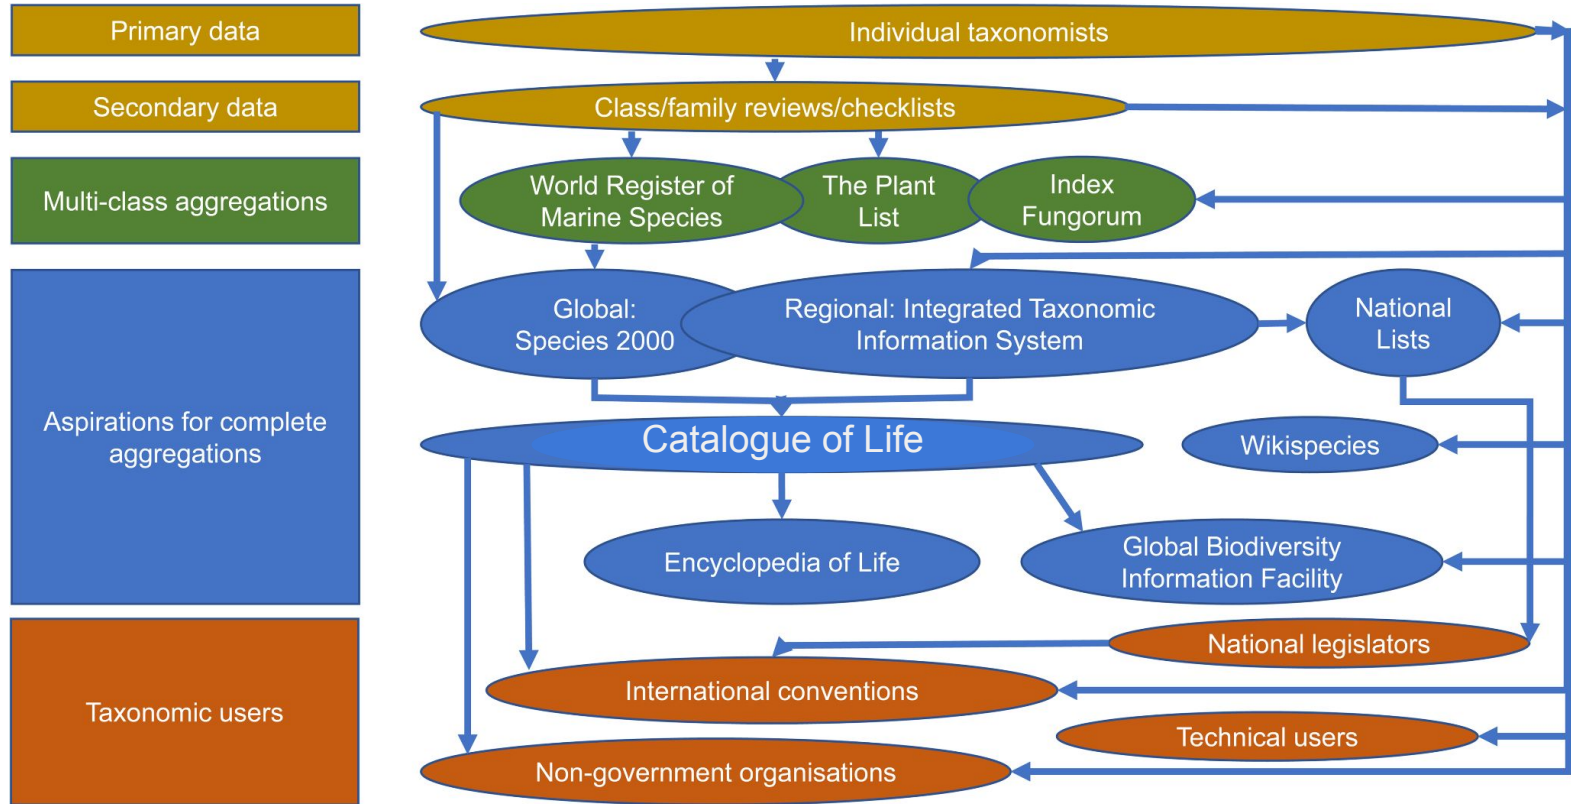 Primary data
Individual taxonomists
Secondary data
Class/family reviews/checklists
Multi-class aggregations
World Register of
Marine Species
The Plant
List
Index
Fungorum
Aspirations for complete
aggregations
Global:
Species 2000
Regional: Integrated Taxonomic
Information System
National
Lists
Catalogue of Life
Wikispecies
Encyclopedia of Life
Global Biodiversity
Information Facility
Taxonomic users
National legislators
International conventions
Technical users
Non-government organisations